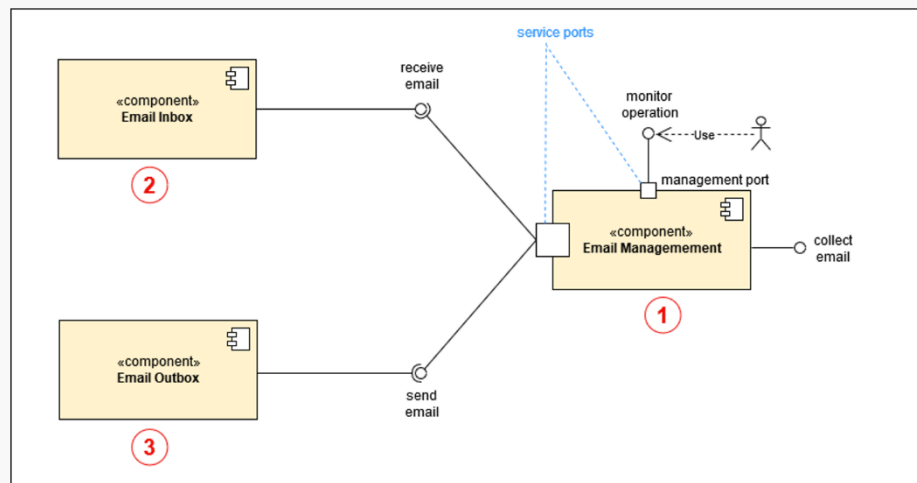 service ports
receive
email
monitor
operation
Use
«component»
Email Inbox
2
management port
«component»
Email Managemement
collect
email
1
«component»
Email Outbox
send
email
3